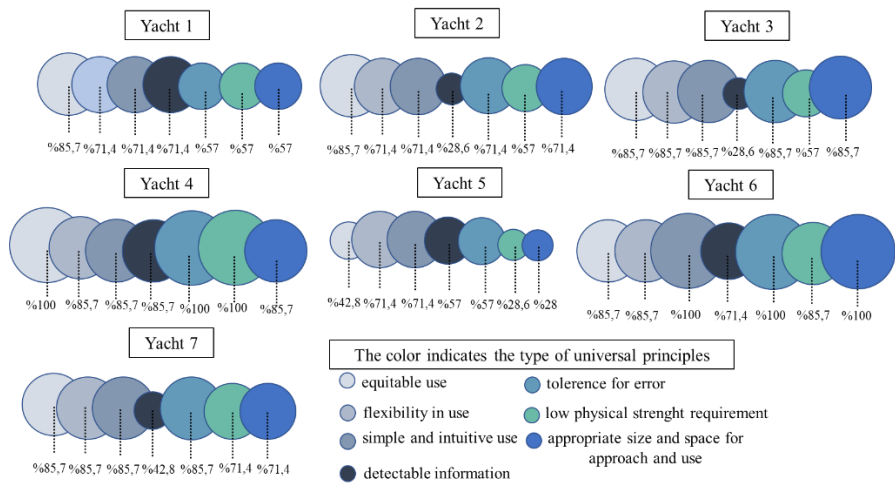 Yacht 1
%85,7 %71,4 %71,4 %71,4 %57 %57 %57
Yacht 2
%85,7 %71,4 %71,4 %28,6 %71,4 %57 %71,4
Yacht 3
%85,7 %85,7 %85,7 %28,6 %85,7 %57 %85,7
Yacht 4
%100 %85,7 %85,7 %85,7 %100 %100 %85,7
Yacht 5
%42,8 %71,4 %71,4 %57 %57 %28,6 %28
Yacht 6
%85,7 %85,7 %100 %71,4 %100 %85,7 %100
Yacht 7
%85,7 %85,7 %85,7 %42,8 %85,7 %71,4 %71,4
The color indicates the type of universal principles
equitable use
flexibility in use
simple and intuitive use
detectable information
tolerence for error
low physical strenght requirement
appropriate size and space for
approach and use